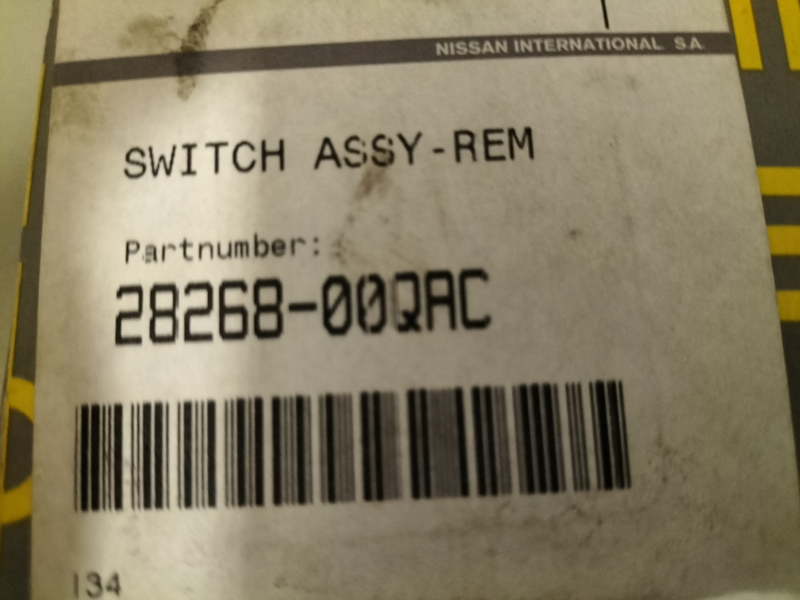 NISSAN INTERNATIONAL SA
SWITCH ASSY-REM
Partnumber:
28268-00QAC
134